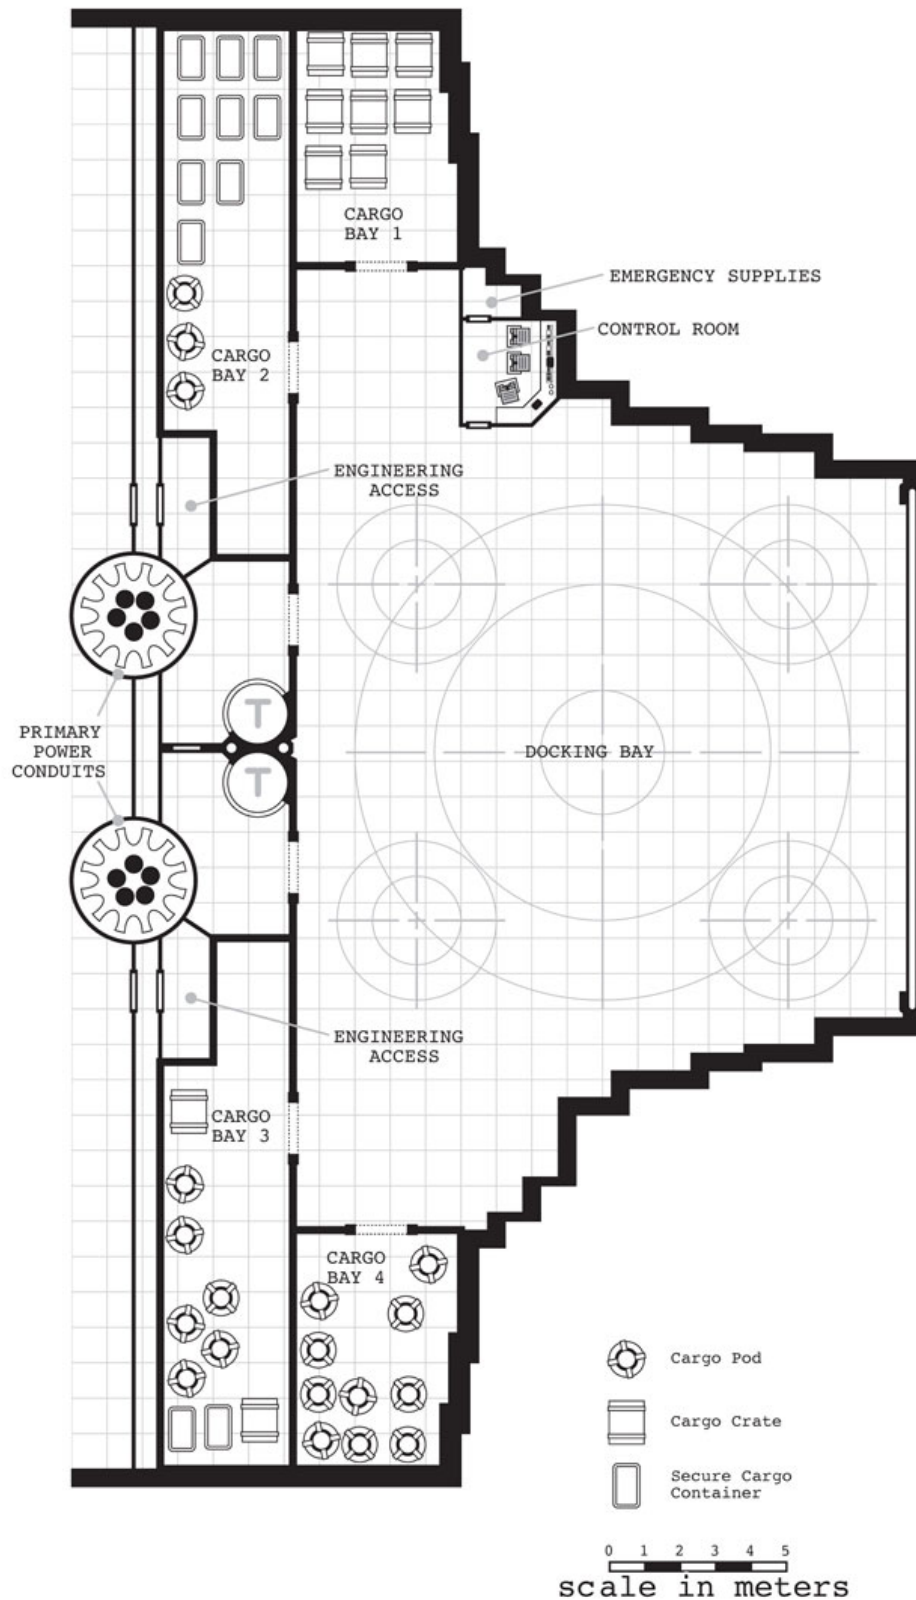 CARGO
BAY 1
EMERGENCY SUPPLIES
CONTROL ROOM
CARGO
BAY 2
ENGINEERING
ACCESS
T
PRIMARY
POWER
CONDUITS
DOCKING BAY
T
ENGINEERING
ACCESS
CARGO
BAY 3
CARGO
BAY 4
Cargo Pod
Cargo Crate
Secure Cargo
Container
0 1 2 3 4 5
scale in meters